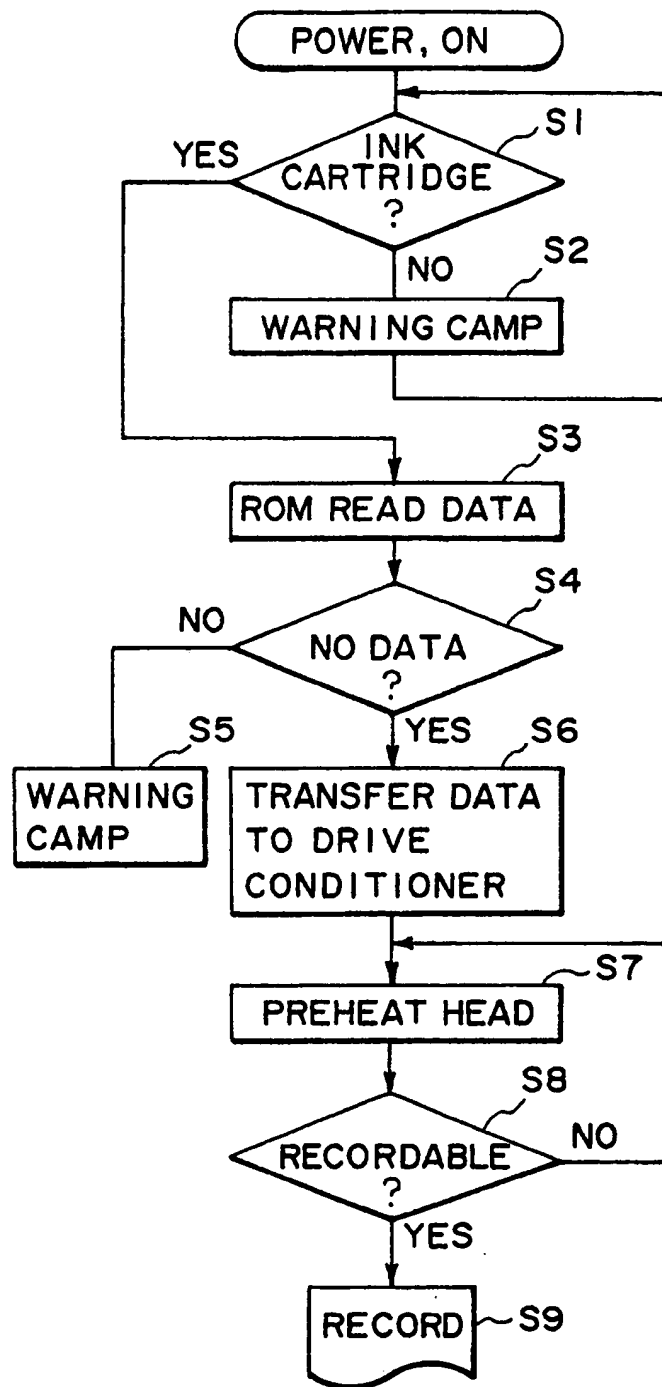 POWER, ON
S1
YES
INK
CARTRIDGE
?
NO
S2
WARNING CAMP
S3
ROM READ DATA
S4
NO
NO DATA
?
YES
S5
S6
WARNING
CAMP
TRANSFER DATA
TO DRIVE
CONDITIONER
S7
PREHEAT HEAD
S8
RECORDABLE
?
NO
YES
RECORD
S9